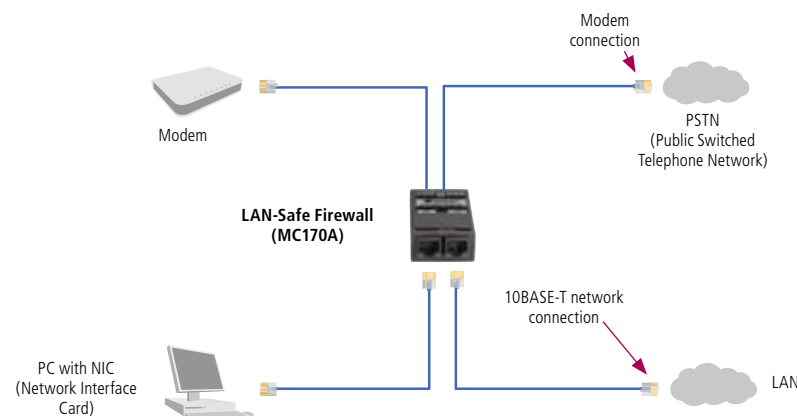 Modem
connection
Modem
PSTN
(Public Switched
Telephone Network)
LAN-Safe Firewall
(MC170A)
10BASE-T network
connection
PC with NIC
(Network Interface
Card)
LAN